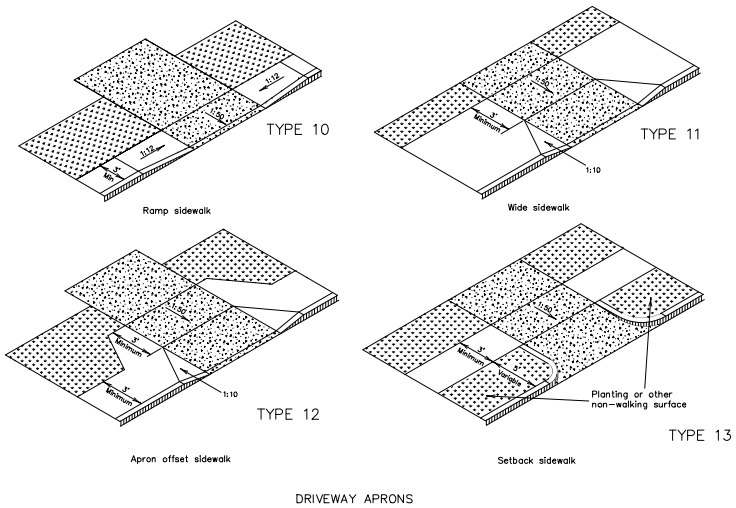 1:12
1:50
TYPE 10
1:12
3'
Min
Ramp sidewalk
1:50
3'
Minimum
TYPE 11
1:10
Wide sidewalk
1:50
3'
Minimum
3'
Minimum
1:10
TYPE 12
Apron offset sidewalk
1:50
3'
Minimum
5'
Variable
Planting or other
non-walking surface
TYPE 13
Setback sidewalk
DRIVEWAY APRONS